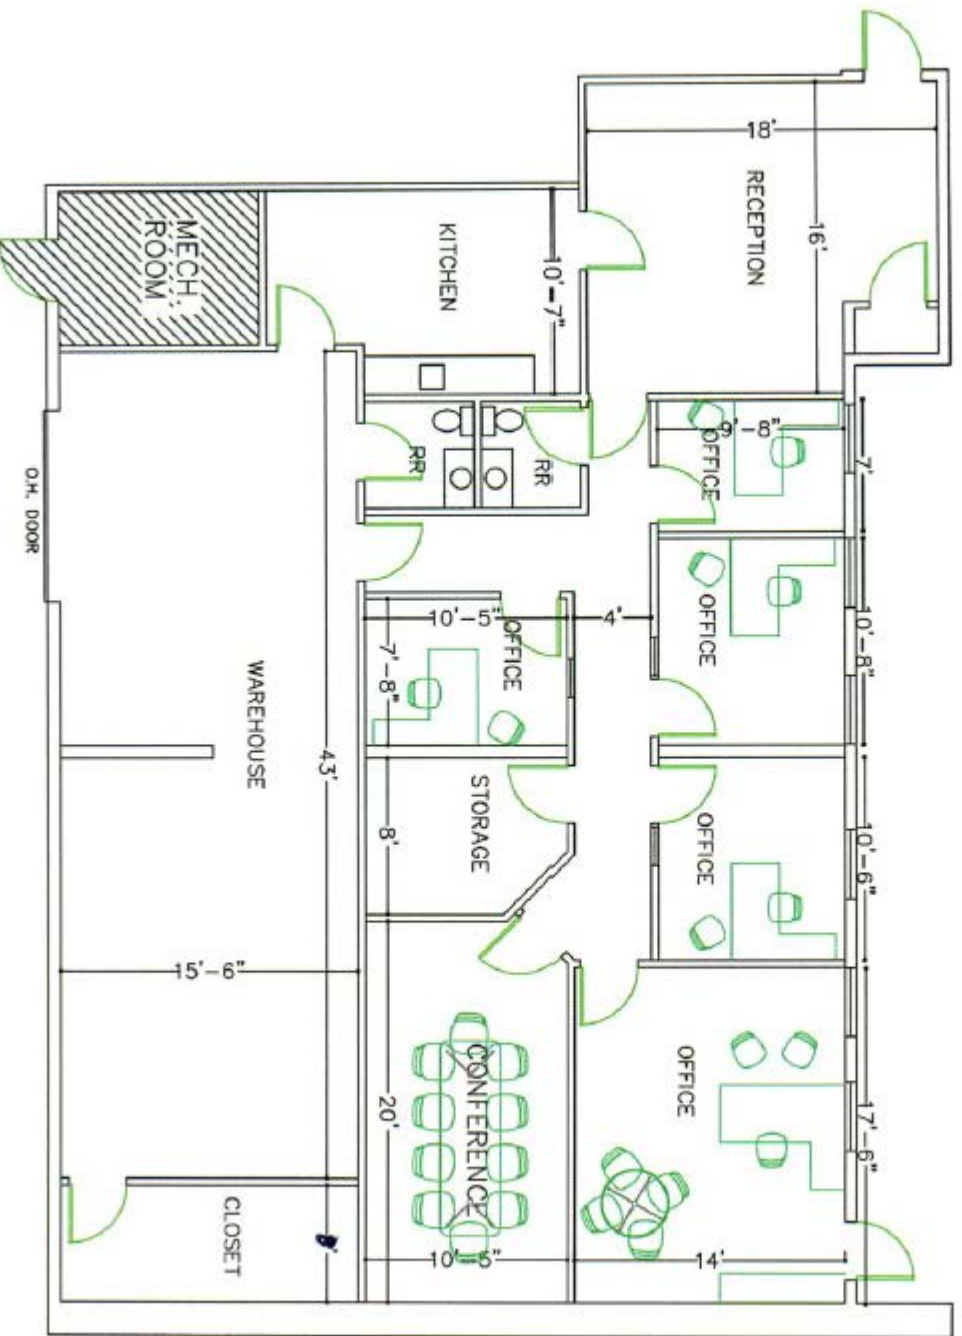 18'
RECEPTION
16'
MECH.
ROOM
KITCHEN
10'-7"
9'-8"
OFFICE
7'
RR
RR
O.H. DOOR
10'-5"
OFFICE
7'-8"
4'
OFFICE
10'-8"
WAREHOUSE
43'
STORAGE
8'
OFFICE
10'-6"
15'-6"
CONFERENCE
20'
10'-5"
OFFICE
17'-6"
14'
CLOSET